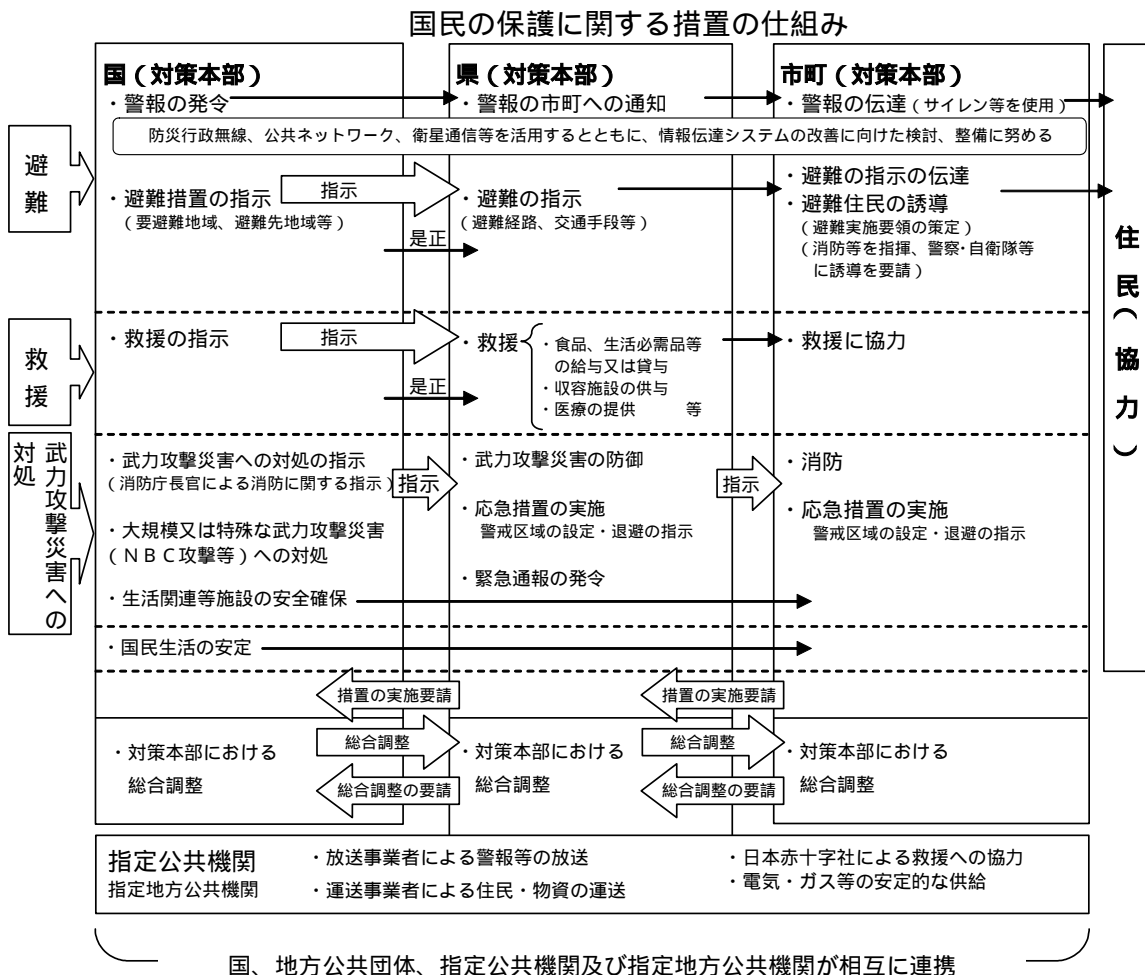 国民の保護に関する措置の仕組み
国（対策本部）
・警報の発令
県（対策本部）
・警報の市町への通知
市町（対策本部）
・警報の伝達（サイレン等を使用）
防災行政無線、公共ネットワーク、衛星通信等を活用するとともに、情報伝達システムの改善に向けた検討、整備に努める
避難
・避難措置の指示
（要避難地域、避難先地域等）
指示
是正
・避難の指示
（避難経路、交通手段等）
・避難の指示の伝達
・避難住民の誘導
（避難実施要領の策定）
（消防等を指揮、警察・自衛隊等
に誘導を要請）
住民（協力）
救援
・救援の指示
指示
是正
・救援
・食品、生活必需品等
の給与又は貸与
・収容施設の供与
・医療の提供　等
・救援に協力
武力攻撃災害への
対処
・武力攻撃災害への対処の指示
（消防庁長官による消防に関する指示）
・大規模又は特殊な武力攻撃災害
（ＮＢＣ攻撃等）への対処
・生活関連等施設の安全確保
指示
・武力攻撃災害の防御
・応急措置の実施
警戒区域の設定・退避の指示
・緊急通報の発令
指示
・消防
・応急措置の実施
警戒区域の設定・退避の指示
・国民生活の安定
措置の実施要請
措置の実施要請
・対策本部における
総合調整
総合調整
総合調整の要請
・対策本部における
総合調整
総合調整
総合調整の要請
・対策本部における
総合調整
指定公共機関
指定地方公共機関
・放送事業者による警報等の放送
・運送事業者による住民・物資の運送
・日本赤十字社による救援への協力
・電気・ガス等の安定的な供給
国、地方公共団体、指定公共機関及び指定地方公共機関が相互に連携